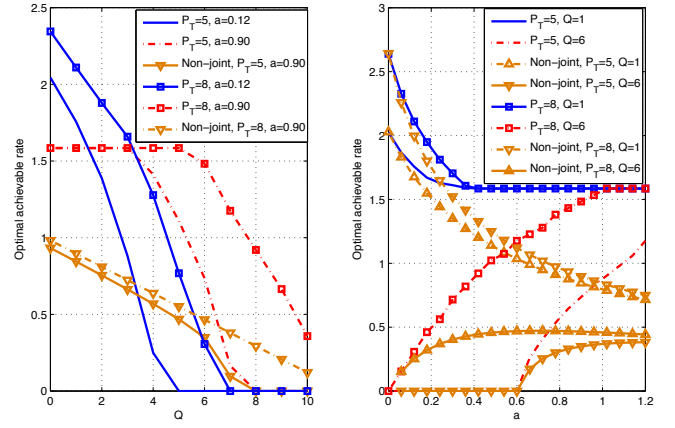 2.5
2
1.5
1
0.5
0
0
2
4
6
8
10
Q
Optimal achievable rate
P_T=5, a=0.12
P_T=5, a=0.90
Non−joint, P_T=5, a=0.90
P_T=8, a=0.12
P_T=8, a=0.90
Non−joint, P_T=8, a=0.90
3
2.5
2
1.5
1
0.5
0
0
0.2
0.4
0.6
0.8
1
1.2
a
Optimal achievable rate
P_T=5, Q=1
P_T=5, Q=6
Non−joint, P_T=5, Q=1
Non−joint, P_T=5, Q=6
P_T=8, Q=1
P_T=8, Q=6
Non−joint, P_T=8, Q=1
Non−joint, P_T=8, Q=6